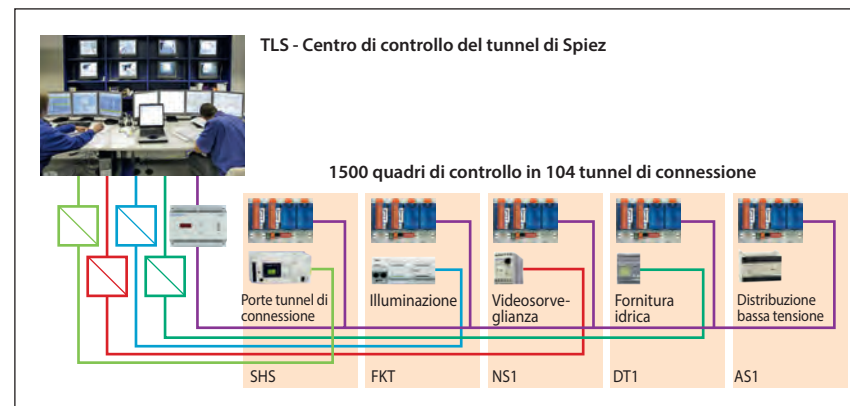 TLS - Centro di controllo del tunnel di Spiez
1500 quadri di controllo in 104 tunnel di connessione
Porte tunnel di
connessione
Illuminazione
Videosorve-
glianza
Fornitura
idrica
Distribuzione
bassa tensione
SHS
FKT
NS1
DT1
AS1